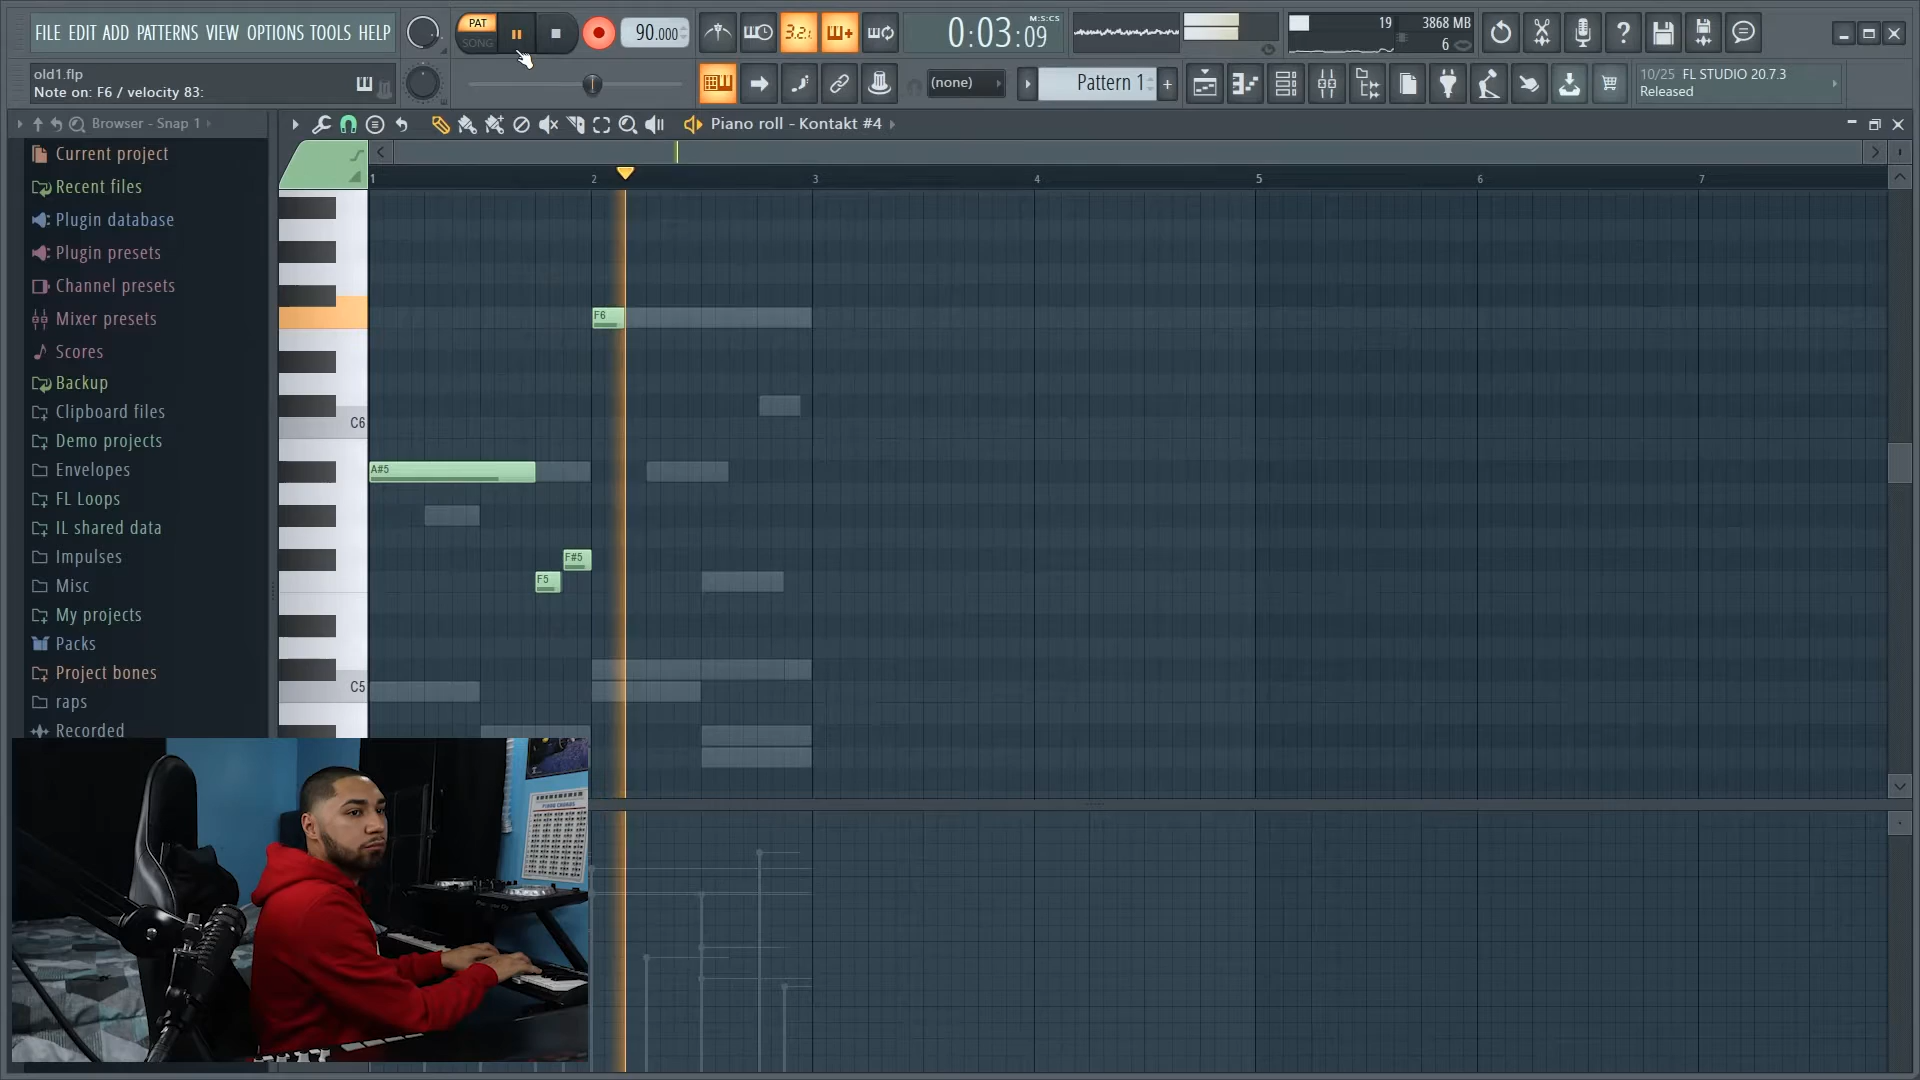 FILE EDIT ADD PATTERNS VIEW OPTIONS TOOLS HELP
PAT
SONG
90.000
3.2.
0:03:09
M:S:CS
19
3868 MB
6
old1.flp
Note on: F6 / velocity 83:
(none)
Pattern 1
+
10/25 FL STUDIO 20.7.3
Released
Browser - Snap 1
Piano roll - Kontakt #4
Current project
Recent files
Plugin database
Plugin presets
Channel presets
Mixer presets
Scores
Backup
Clipboard files
Demo projects
Envelopes
FL Loops
IL shared data
Impulses
Misc
My projects
Packs
Project bones
raps
Recorded
1
2
3
4
5
6
7
F6
C6
A#5
F#5
F5
C5